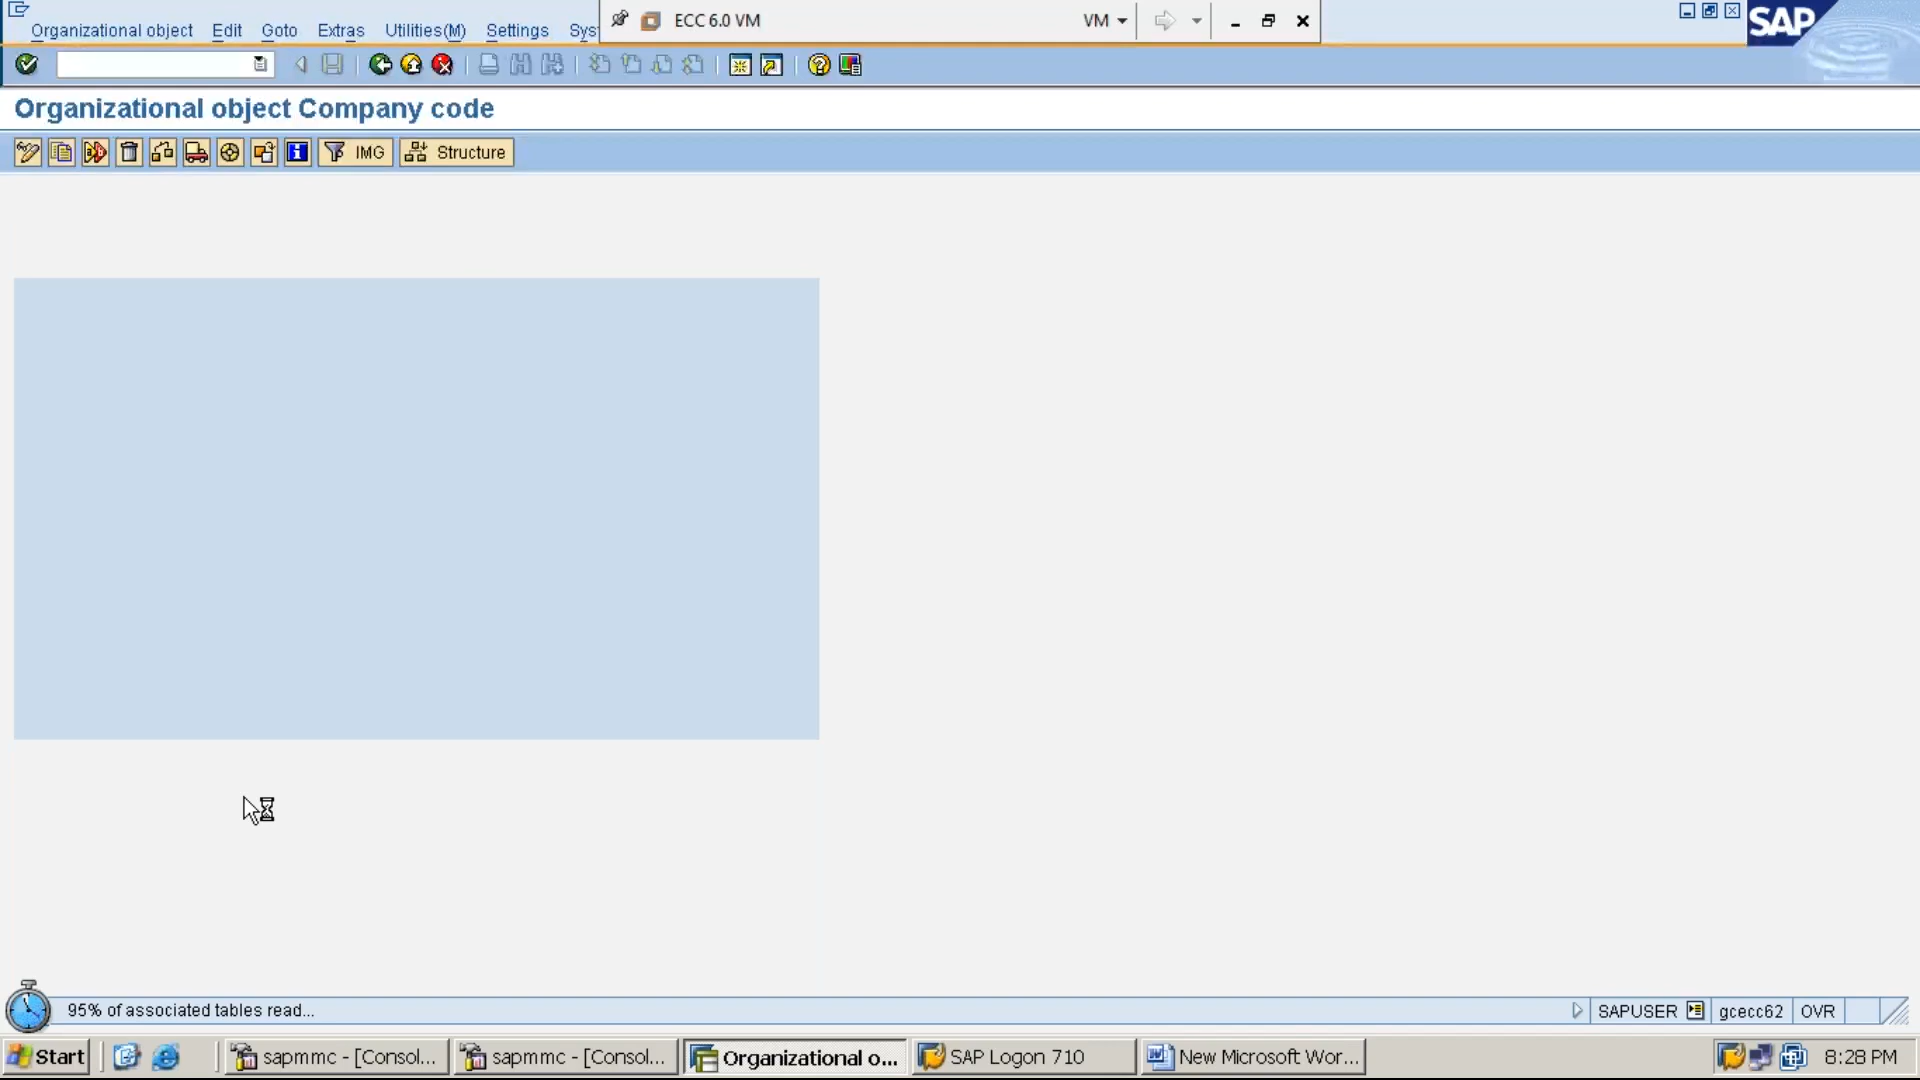 ECC 6.0 VM
VM
SAP
Organizational object Edit Goto Extras Utilities(M) Settings Sys
Organizational object Company code
IMG Structure
95% of associated tables read...
SAPUSER gcecc62 OVR
Start sapmmc - [Consol... sapmmc - [Consol... Organizational o... SAP Logon 710 New Microsoft Wor... 8:28 PM